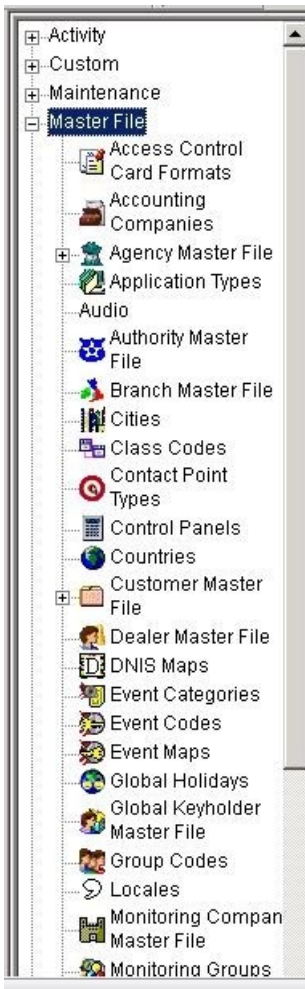 Activity
Custom
Maintenance
Master File
Access Control
Card Formats
Accounting
Companies
Agency Master File
Application Types
Audio
Authority Master
File
Branch Master File
Cities
Class Codes
Contact Point
Types
Control Panels
Countries
Customer Master
File
Dealer Master File
DNIS Maps
Event Categories
Event Codes
Event Maps
Global Holidays
Global Keyholder
Master File
Group Codes
Locales
Monitoring Compan
Master File
Monitoring Groups